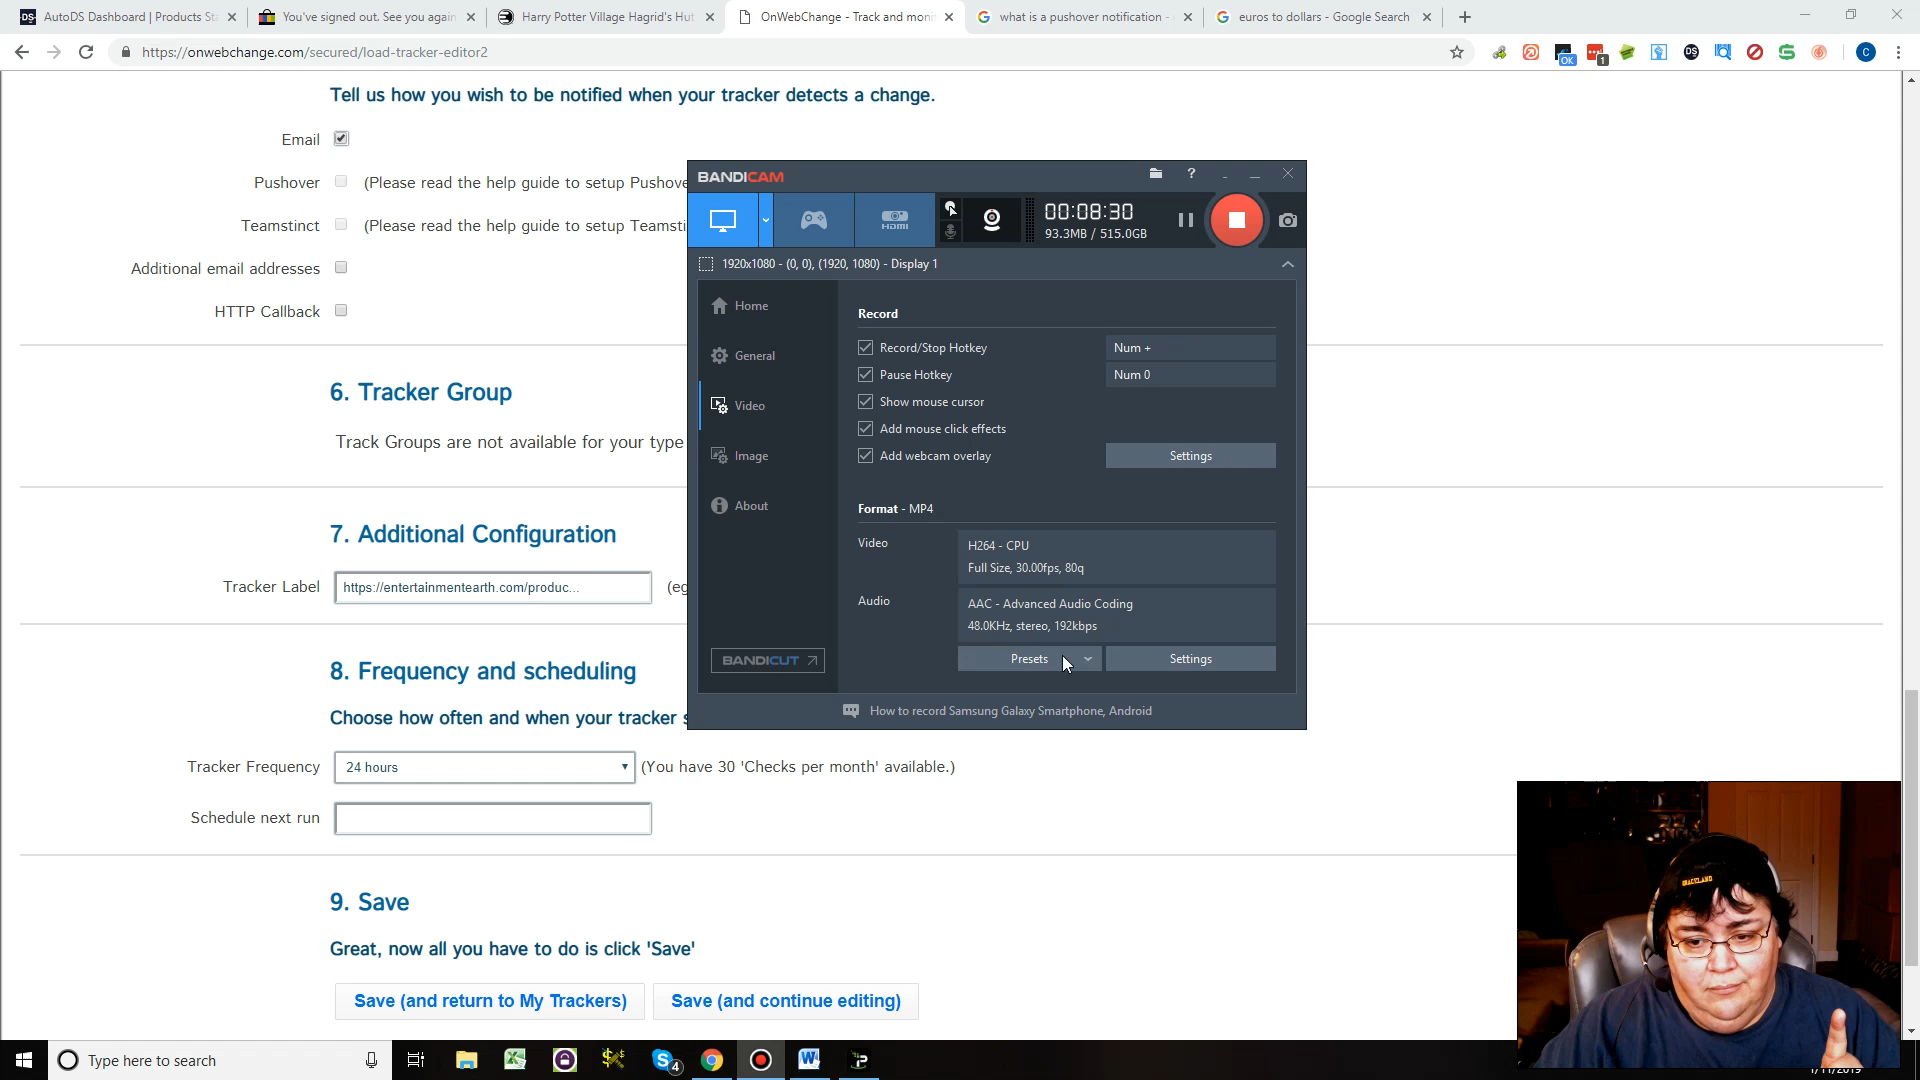 AutoDS Dashboard | Products Sta
You've signed out. See you again
Harry Potter Village Hagrid's Hut
OnWebChange - Track and moni
what is a pushover notification -
euros to dollars - Google Search
https://onwebchange.com/secured/load-tracker-editor2
Tell us how you wish to be notified when your tracker detects a change.
Email
Pushover (Please read the help guide to setup Pushove
Teamstinct (Please read the help guide to setup Teamsti
Additional email addresses
HTTP Callback
6. Tracker Group
Track Groups are not available for your type
7. Additional Configuration
Tracker Label https://entertainmentearth.com/produc... (eg
8. Frequency and scheduling
Choose how often and when your tracker s
Tracker Frequency 24 hours (You have 30 'Checks per month' available.)
Schedule next run
9. Save
Great, now all you have to do is click 'Save'
Save (and return to My Trackers) Save (and continue editing)
BANDICAM
HDMI
00:08:30
93.3MB / 515.0GB
1920x1080 - (0, 0), (1920, 1080) - Display 1
Home
General
Video
Image
About
BANDICUT
Record
Record/Stop Hotkey Num +
Pause Hotkey Num 0
Show mouse cursor
Add mouse click effects
Add webcam overlay Settings
Format - MP4
Video H264 - CPU
Full Size, 30.00fps, 80q
Audio AAC - Advanced Audio Coding
48.0KHz, stereo, 192kbps
Presets Settings
How to record Samsung Galaxy Smartphone, Android
GRACELAND
Type here to search
4